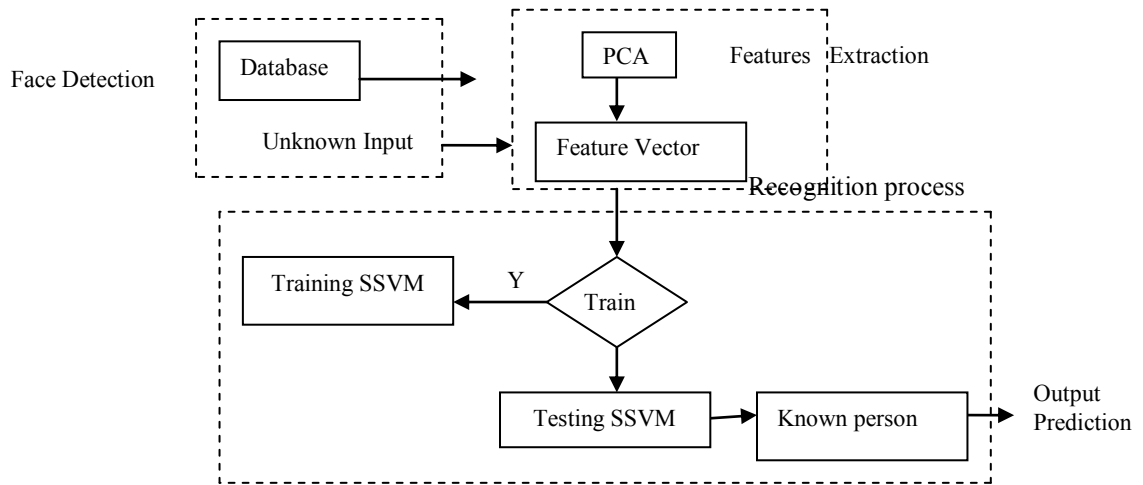 Face Detection
Database
Unknown Input
PCA
Features Extraction
Feature Vector
Recognition process
Training SSVM
Y
Train
Testing SSVM
Known person
Output
Prediction